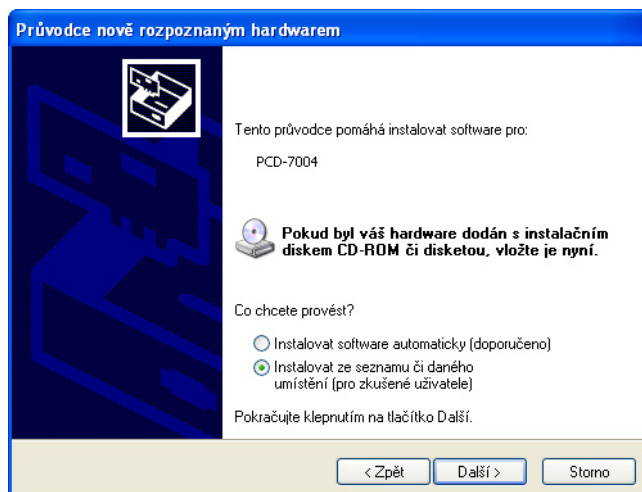 Průvodce nově rozpoznaným hardwarem
Tento průvodce pomáhá instalovat software pro:
PCD-7004
Pokud byl váš hardware dodán s instalačním
diskem CD-ROM či disketou, vložte je nyní.
Co chcete provést?
Instalovat software automaticky (doporučeno)
Instalovat ze seznamu či daného
umístění (pro zkušené uživatele)
Pokračujte klepnutím na tlačítko Další.
< Zpět
Další >
Storno